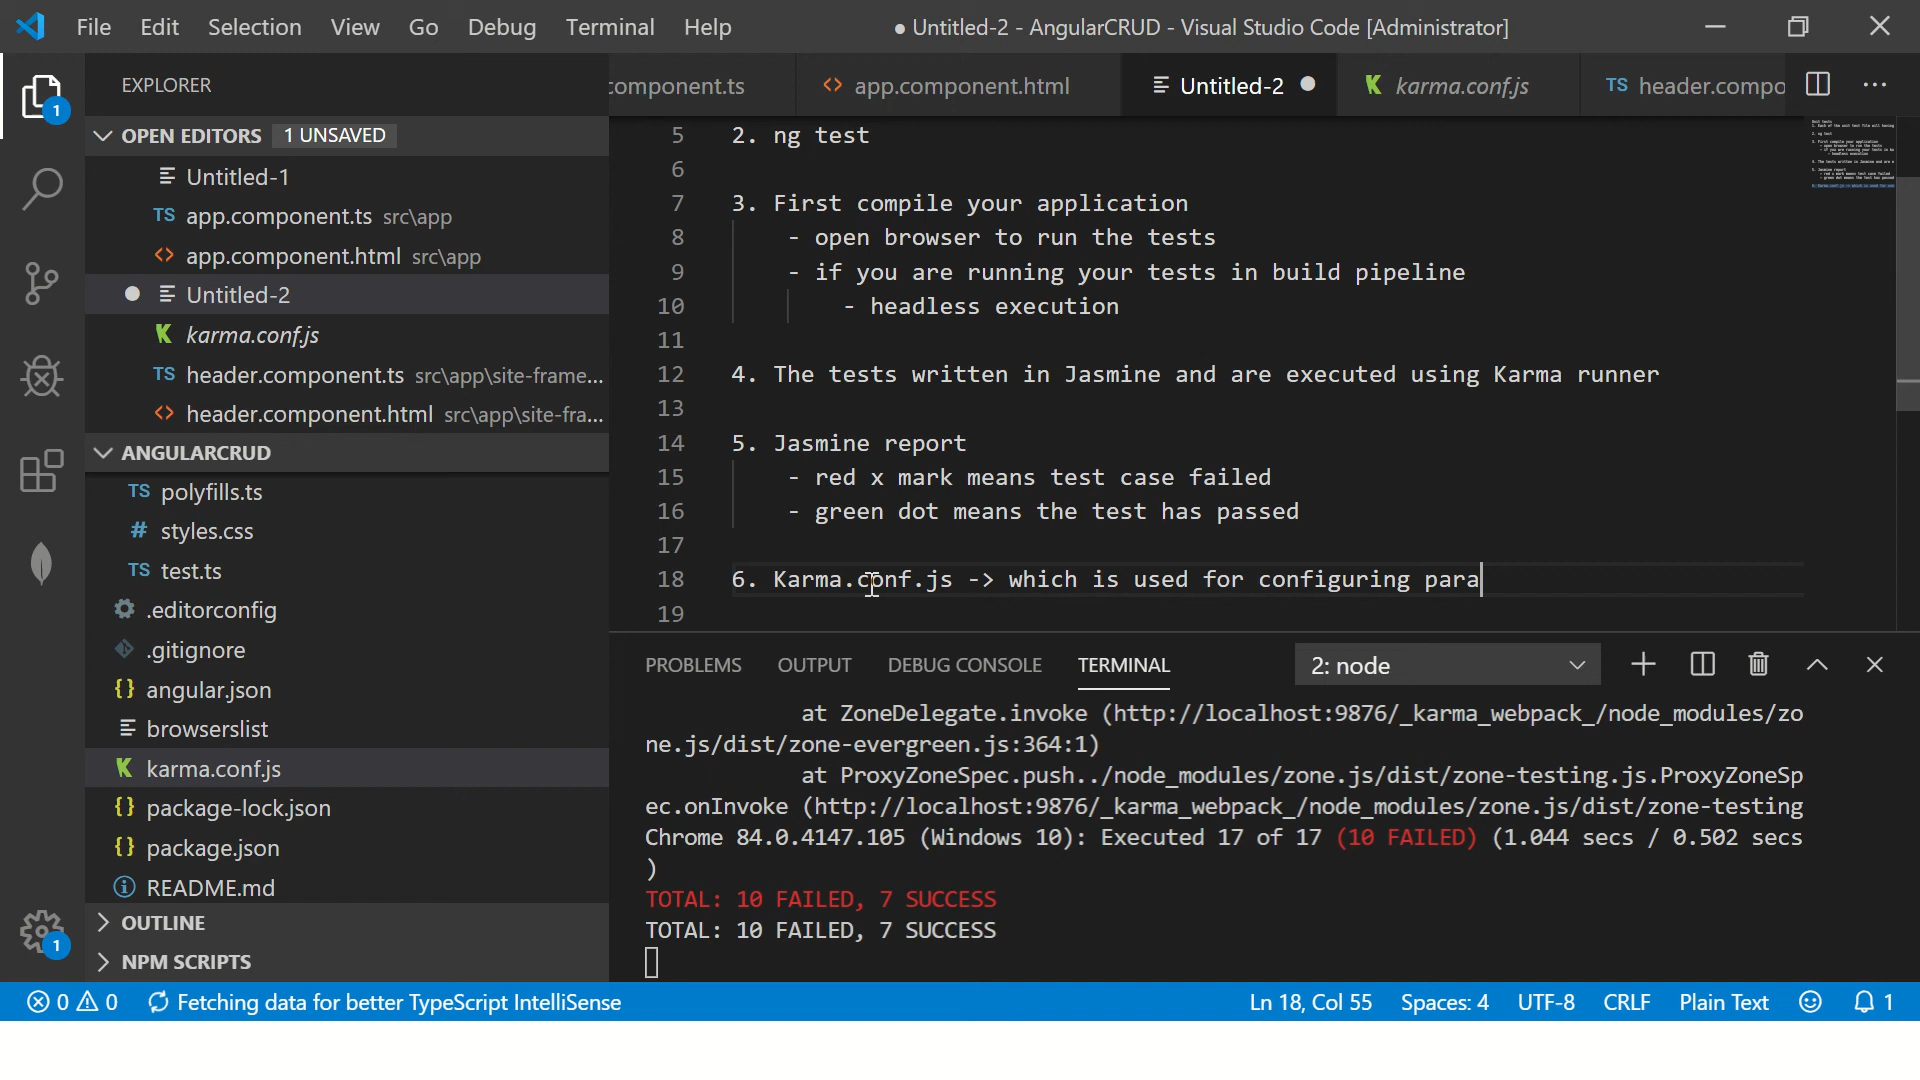 File Edit Selection View Go Debug Terminal Help
● Untitled-2 - AngularCRUD - Visual Studio Code [Administrator]
EXPLORER
component.ts
app.component.html
Untitled-2
karma.conf.js
TS header.compo
OPEN EDITORS 1 UNSAVED
Untitled-1
TS app.component.ts src\app
app.component.html src\app
Untitled-2
karma.conf.js
TS header.component.ts src\app\site-frame...
header.component.html src\app\site-fra...
ANGULARCRUD
TS polyfills.ts
# styles.css
TS test.ts
.editorconfig
.gitignore
{} angular.json
browserslist
karma.conf.js
{} package-lock.json
{} package.json
README.md
OUTLINE
NPM SCRIPTS
5 2. ng test
6
7 3. First compile your application
8 - open browser to run the tests
9 - if you are running your tests in build pipeline
10 - headless execution
11
12 4. The tests written in Jasmine and are executed using Karma runner
13
14 5. Jasmine report
15 - red x mark means test case failed
16 - green dot means the test has passed
17
18 6. Karma.conf.js -> which is used for configuring para
19
PROBLEMS OUTPUT DEBUG CONSOLE TERMINAL 2: node
at ZoneDelegate.invoke (http://localhost:9876/_karma_webpack_/node_modules/zo
ne.js/dist/zone-evergreen.js:364:1)
at ProxyZoneSpec.push../node_modules/zone.js/dist/zone-testing.js.ProxyZoneSp
ec.onInvoke (http://localhost:9876/_karma_webpack_/node_modules/zone.js/dist/zone-testing
Chrome 84.0.4147.105 (Windows 10): Executed 17 of 17 (10 FAILED) (1.044 secs / 0.502 secs
)
TOTAL: 10 FAILED, 7 SUCCESS
TOTAL: 10 FAILED, 7 SUCCESS
0 0 Fetching data for better TypeScript IntelliSense
Ln 18, Col 55 Spaces: 4 UTF-8 CRLF Plain Text 1
1
1